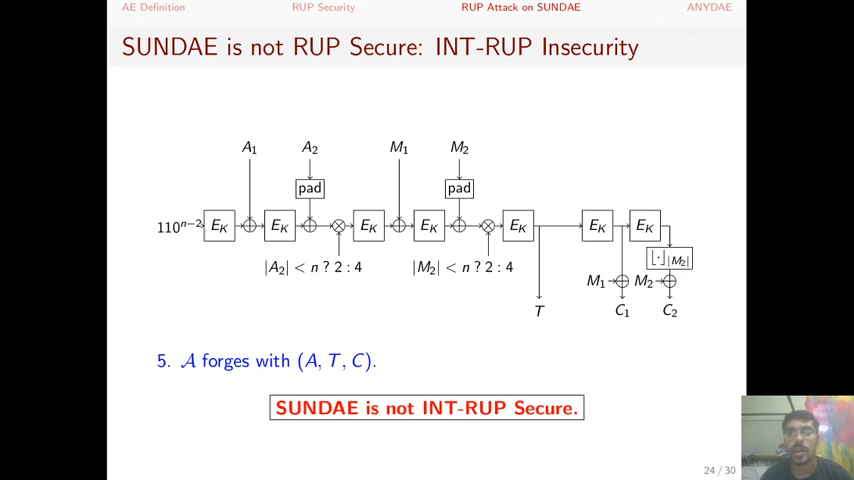 AE Definition RUP Security RUP Attack on SUNDAE ANYDAE
SUNDAE is not RUP Secure: INT-RUP Insecurity
A₁ A₂ M₁ M₂
pad pad
110ⁿ⁻² E_K E_K E_K E_K E_K E_K E_K
⌊·⌋|M₂|
|A₂| < n ? 2 : 4 |M₂| < n ? 2 : 4
M₁ M₂
T C₁ C₂
5. 𝒜 forges with (A, T, C).
SUNDAE is not INT-RUP Secure.
24 / 30